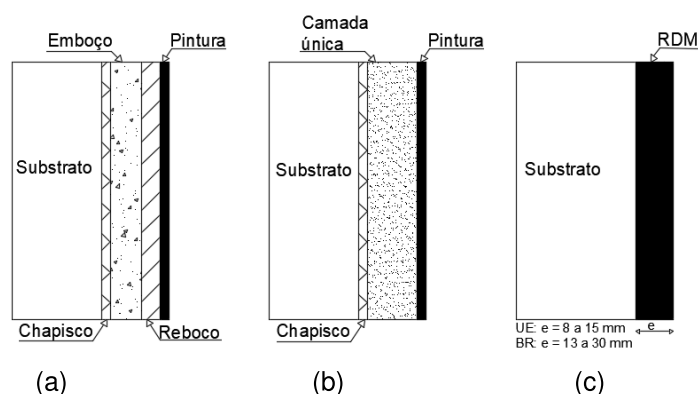 Emboço
Pintura
Substrato
Chapisco
Reboco
(a)
Camada
única
Pintura
Substrato
Chapisco
(b)
RDM
Substrato
UE: e = 8 a 15 mm
e
BR: e = 13 a 30 mm
(c)